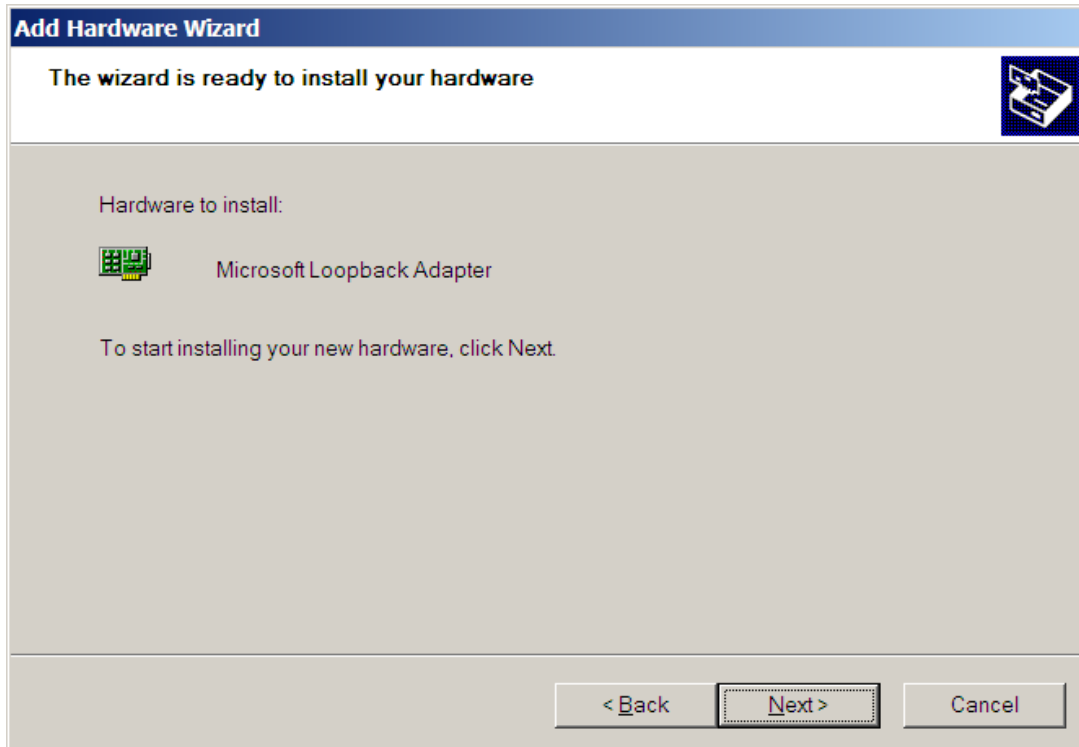 Add Hardware Wizard
The wizard is ready to install your hardware
Hardware to install:
Microsoft Loopback Adapter
To start installing your new hardware, click Next.
< Back Next > Cancel